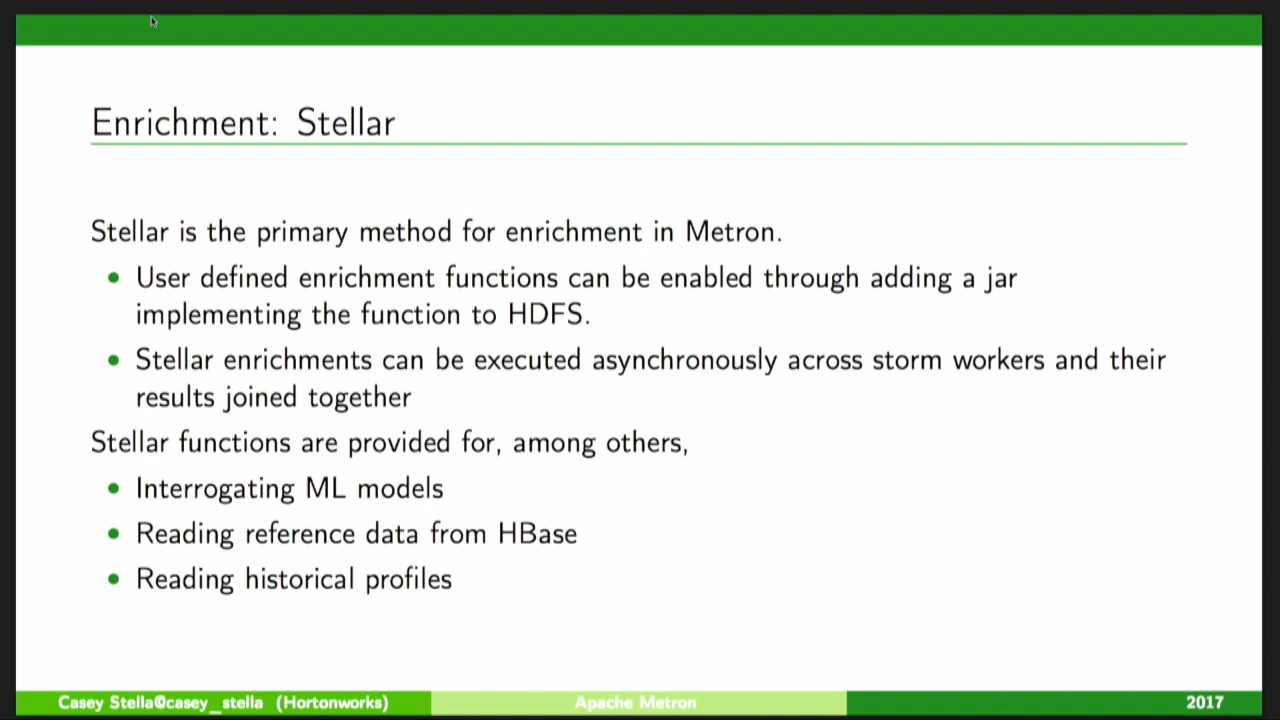 Enrichment: Stellar
Stellar is the primary method for enrichment in Metron.
User defined enrichment functions can be enabled through adding a jar
implementing the function to HDFS.
Stellar enrichments can be executed asynchronously across storm workers and their
results joined together
Stellar functions are provided for, among others,
Interrogating ML models
Reading reference data from HBase
Reading historical profiles
Casey Stella@casey_stella (Hortonworks) Apache Metron 2017